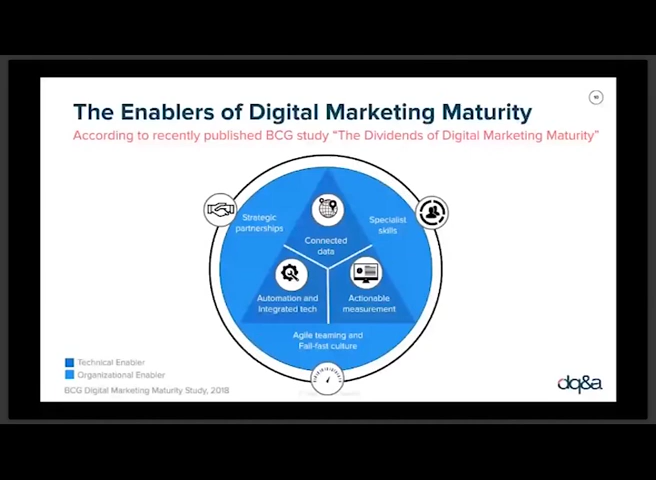 The Enablers of Digital Marketing Maturity
According to recently published BCG study “The Dividends of Digital Marketing Maturity”
Strategic
partnerships
Specialist
skills
Connected
data
Automation and
Integrated tech
Actionable
measurement
Agile teaming and
Fail-fast culture
Technical Enabler
Organizational Enabler
BCG Digital Marketing Maturity Study, 2018
dq&a